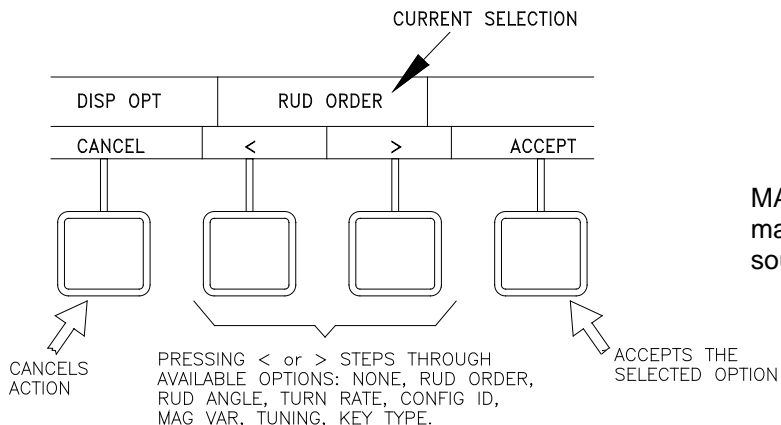 CURRENT SELECTION
DISP OPT RUD ORDER
CANCEL < > ACCEPT
CANCELS
ACTION
PRESSING < or > STEPS THROUGH
AVAILABLE OPTIONS: NONE, RUD ORDER,
RUD ANGLE, TURN RATE, CONFIG ID,
MAG VAR, TUNING, KEY TYPE.
ACCEPTS THE
SELECTED OPTION